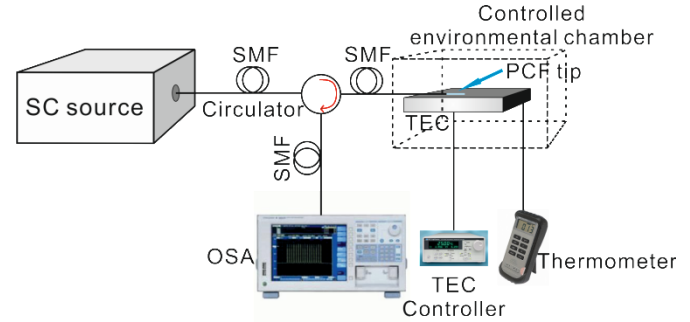 Controlled
environmental chamber
SMF
SMF
PCF tip
SC source
Circulator
TEC
SMF
OSA
TEC
Controller
Thermometer